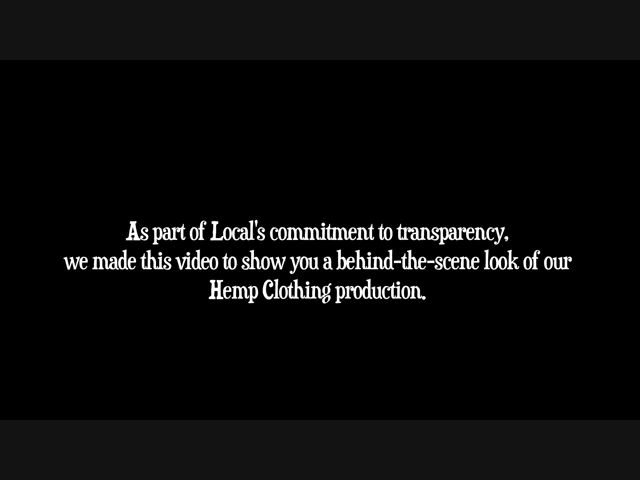 As part of Local's commitment to transparency,
we made this video to show you a behind-the-scene look of our
Hemp Clothing production.